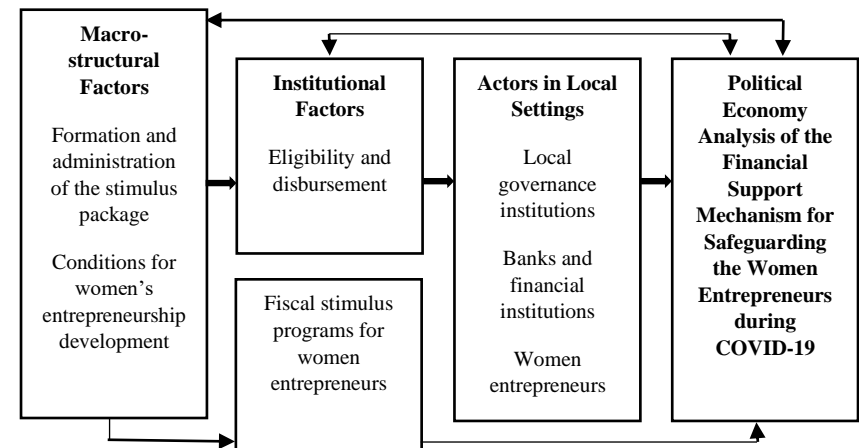 Macro-
structural
Factors
Formation and
administration
of the stimulus
package
Conditions for
women's
entrepreneurship
development
Institutional
Factors
Eligibility and
disbursement
Fiscal stimulus
programs for
women
entrepreneurs
Actors in Local
Settings
Local
governance
institutions
Banks and
financial
institutions
Women
entrepreneurs
Political
Economy
Analysis of the
Financial
Support
Mechanism for
Safeguarding
the Women
Entrepreneurs
during
COVID-19